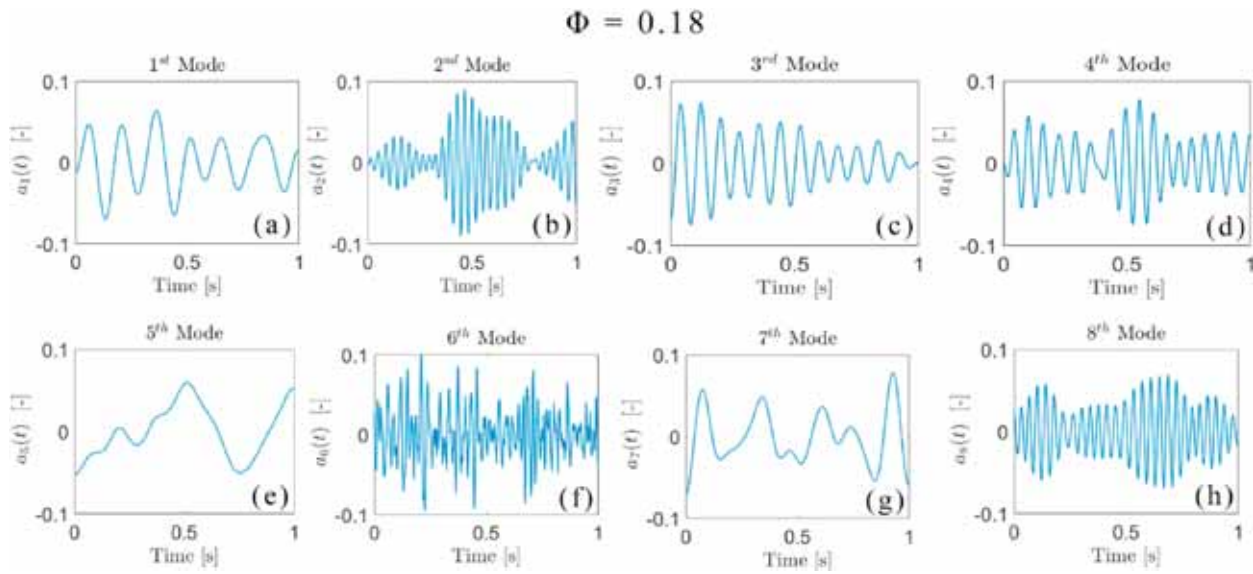 Φ = 0.18
1st Mode
0.1
0
-0.1
a1(t) [-]
0
0.5
1
Time [s]
(a)
2nd Mode
0.1
0
-0.1
a2(t) [-]
0
0.5
1
Time [s]
(b)
3rd Mode
0.1
0
-0.1
a3(t) [-]
0
0.5
1
Time [s]
(c)
4th Mode
0.1
0
-0.1
a4(t) [-]
0
0.5
1
Time [s]
(d)
5th Mode
0.1
0
-0.1
a5(t) [-]
0
0.5
1
Time [s]
(e)
6th Mode
0.1
0
-0.1
a6(t) [-]
0
0.5
1
Time [s]
(f)
7th Mode
0.1
0
-0.1
a7(t) [-]
0
0.5
1
Time [s]
(g)
8th Mode
0.1
0
-0.1
a8(t) [-]
0
0.5
1
Time [s]
(h)